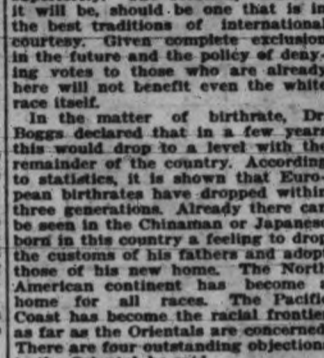 it will be, should be one that is in
the best traditions of international
courtesy. Given complete exclusion
in the future and the policy of deny-
ing votes to those who are already
here will not benefit even the white
race itself.
In the matter of birthrate, Dr
Boggs declared that in a few years
this would drop to a level with the
remainder of the country. According
to statistics, it is shown that Euro-
pean birthrates have dropped within
three generations. Already there can
be seen in the Chinaman or Japanese
born in this country a feeling to drop
the customs of his fathers and adopt
those of his new home. The North
American continent has become a
home for all races. The Pacific
Coast has become the racial frontier
as far as the Orientals are concerned
There are four outstanding objection